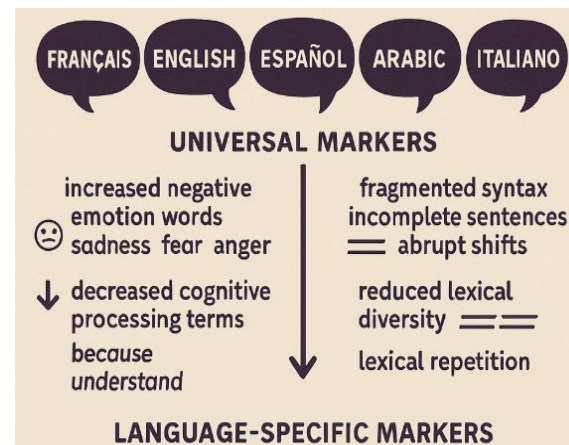 FRANÇAIS ENGLISH ESPAÑOL ARABIC ITALIANO
UNIVERSAL MARKERS
increased negative
emotion words
sadness fear anger
decreased cognitive
processing terms
because
understand
fragmented syntax
incomplete sentences
abrupt shifts
reduced lexical
diversity
lexical repetition
LANGUAGE-SPECIFIC MARKERS